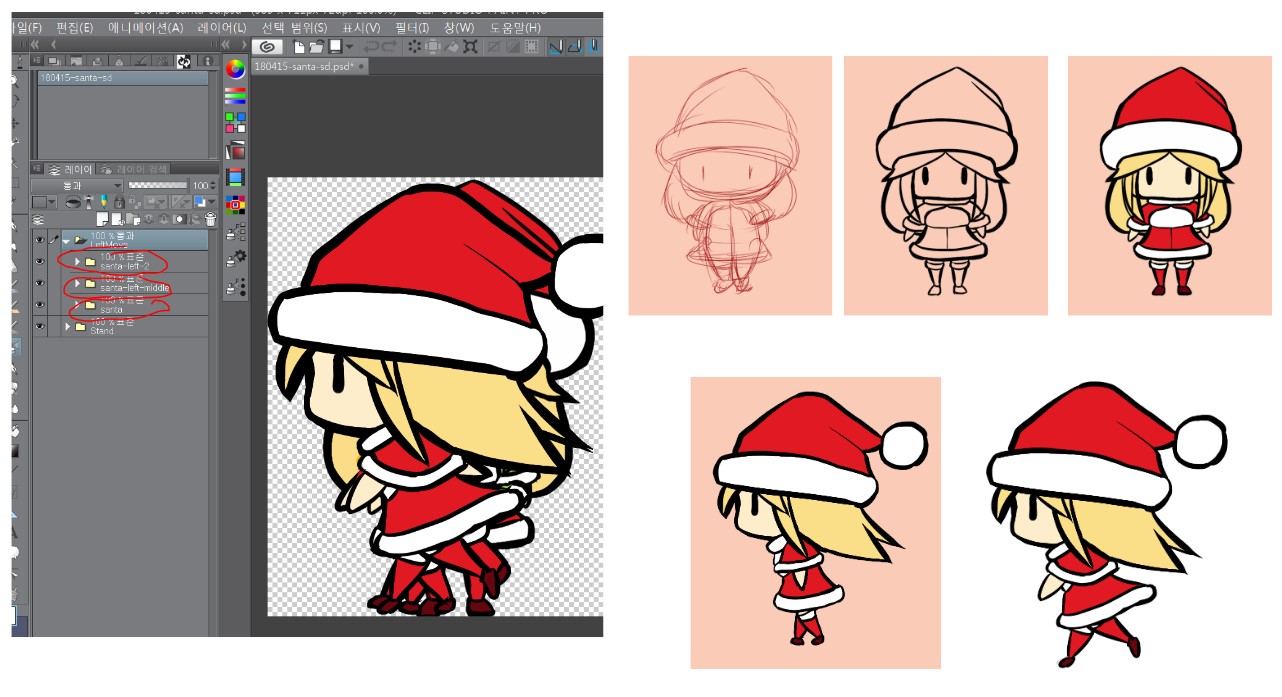 일(F) 편집(E) 애니메이션(A) 레이어(L) 선택 범위(S) 표시(V) 필터(I) 창(W) 도움말(H)
180415-santa-sd.psd*
180415-santa-sd
레이어 레이어 검색
통과 100
100 %통과
LeftMove
100 %표준
santa-left-2
100 %표준
santa-left-middle
100 %표준
santa
100 %표준
Stand